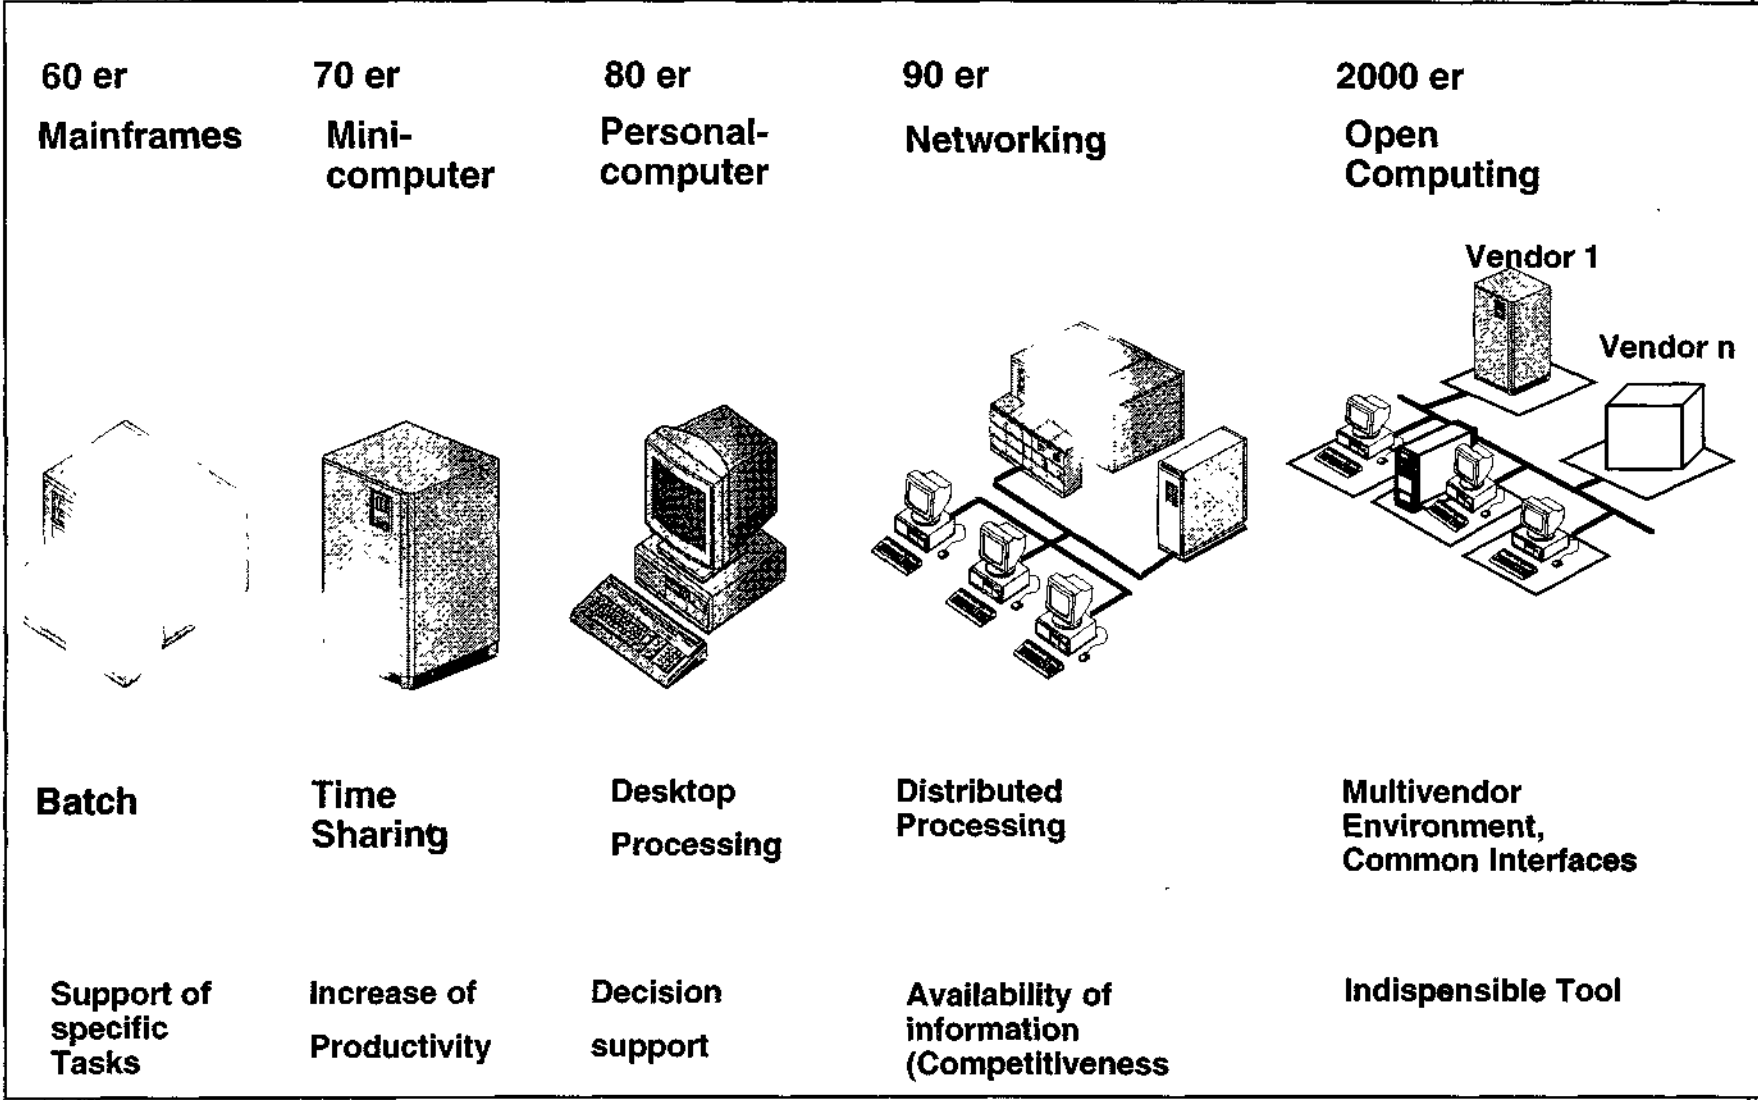 60 er
Mainframes
70 er
Mini-
computer
80 er
Personal-
computer
90 er
Networking
2000 er
Open
Computing
Vendor 1
Vendor n
Batch
Time
Sharing
Desktop
Processing
Distributed
Processing
Multivendor
Environment,
Common Interfaces
Support of
specific
Tasks
Increase of
Productivity
Decision
support
Availability of
information
(Competitiveness
Indispensible Tool